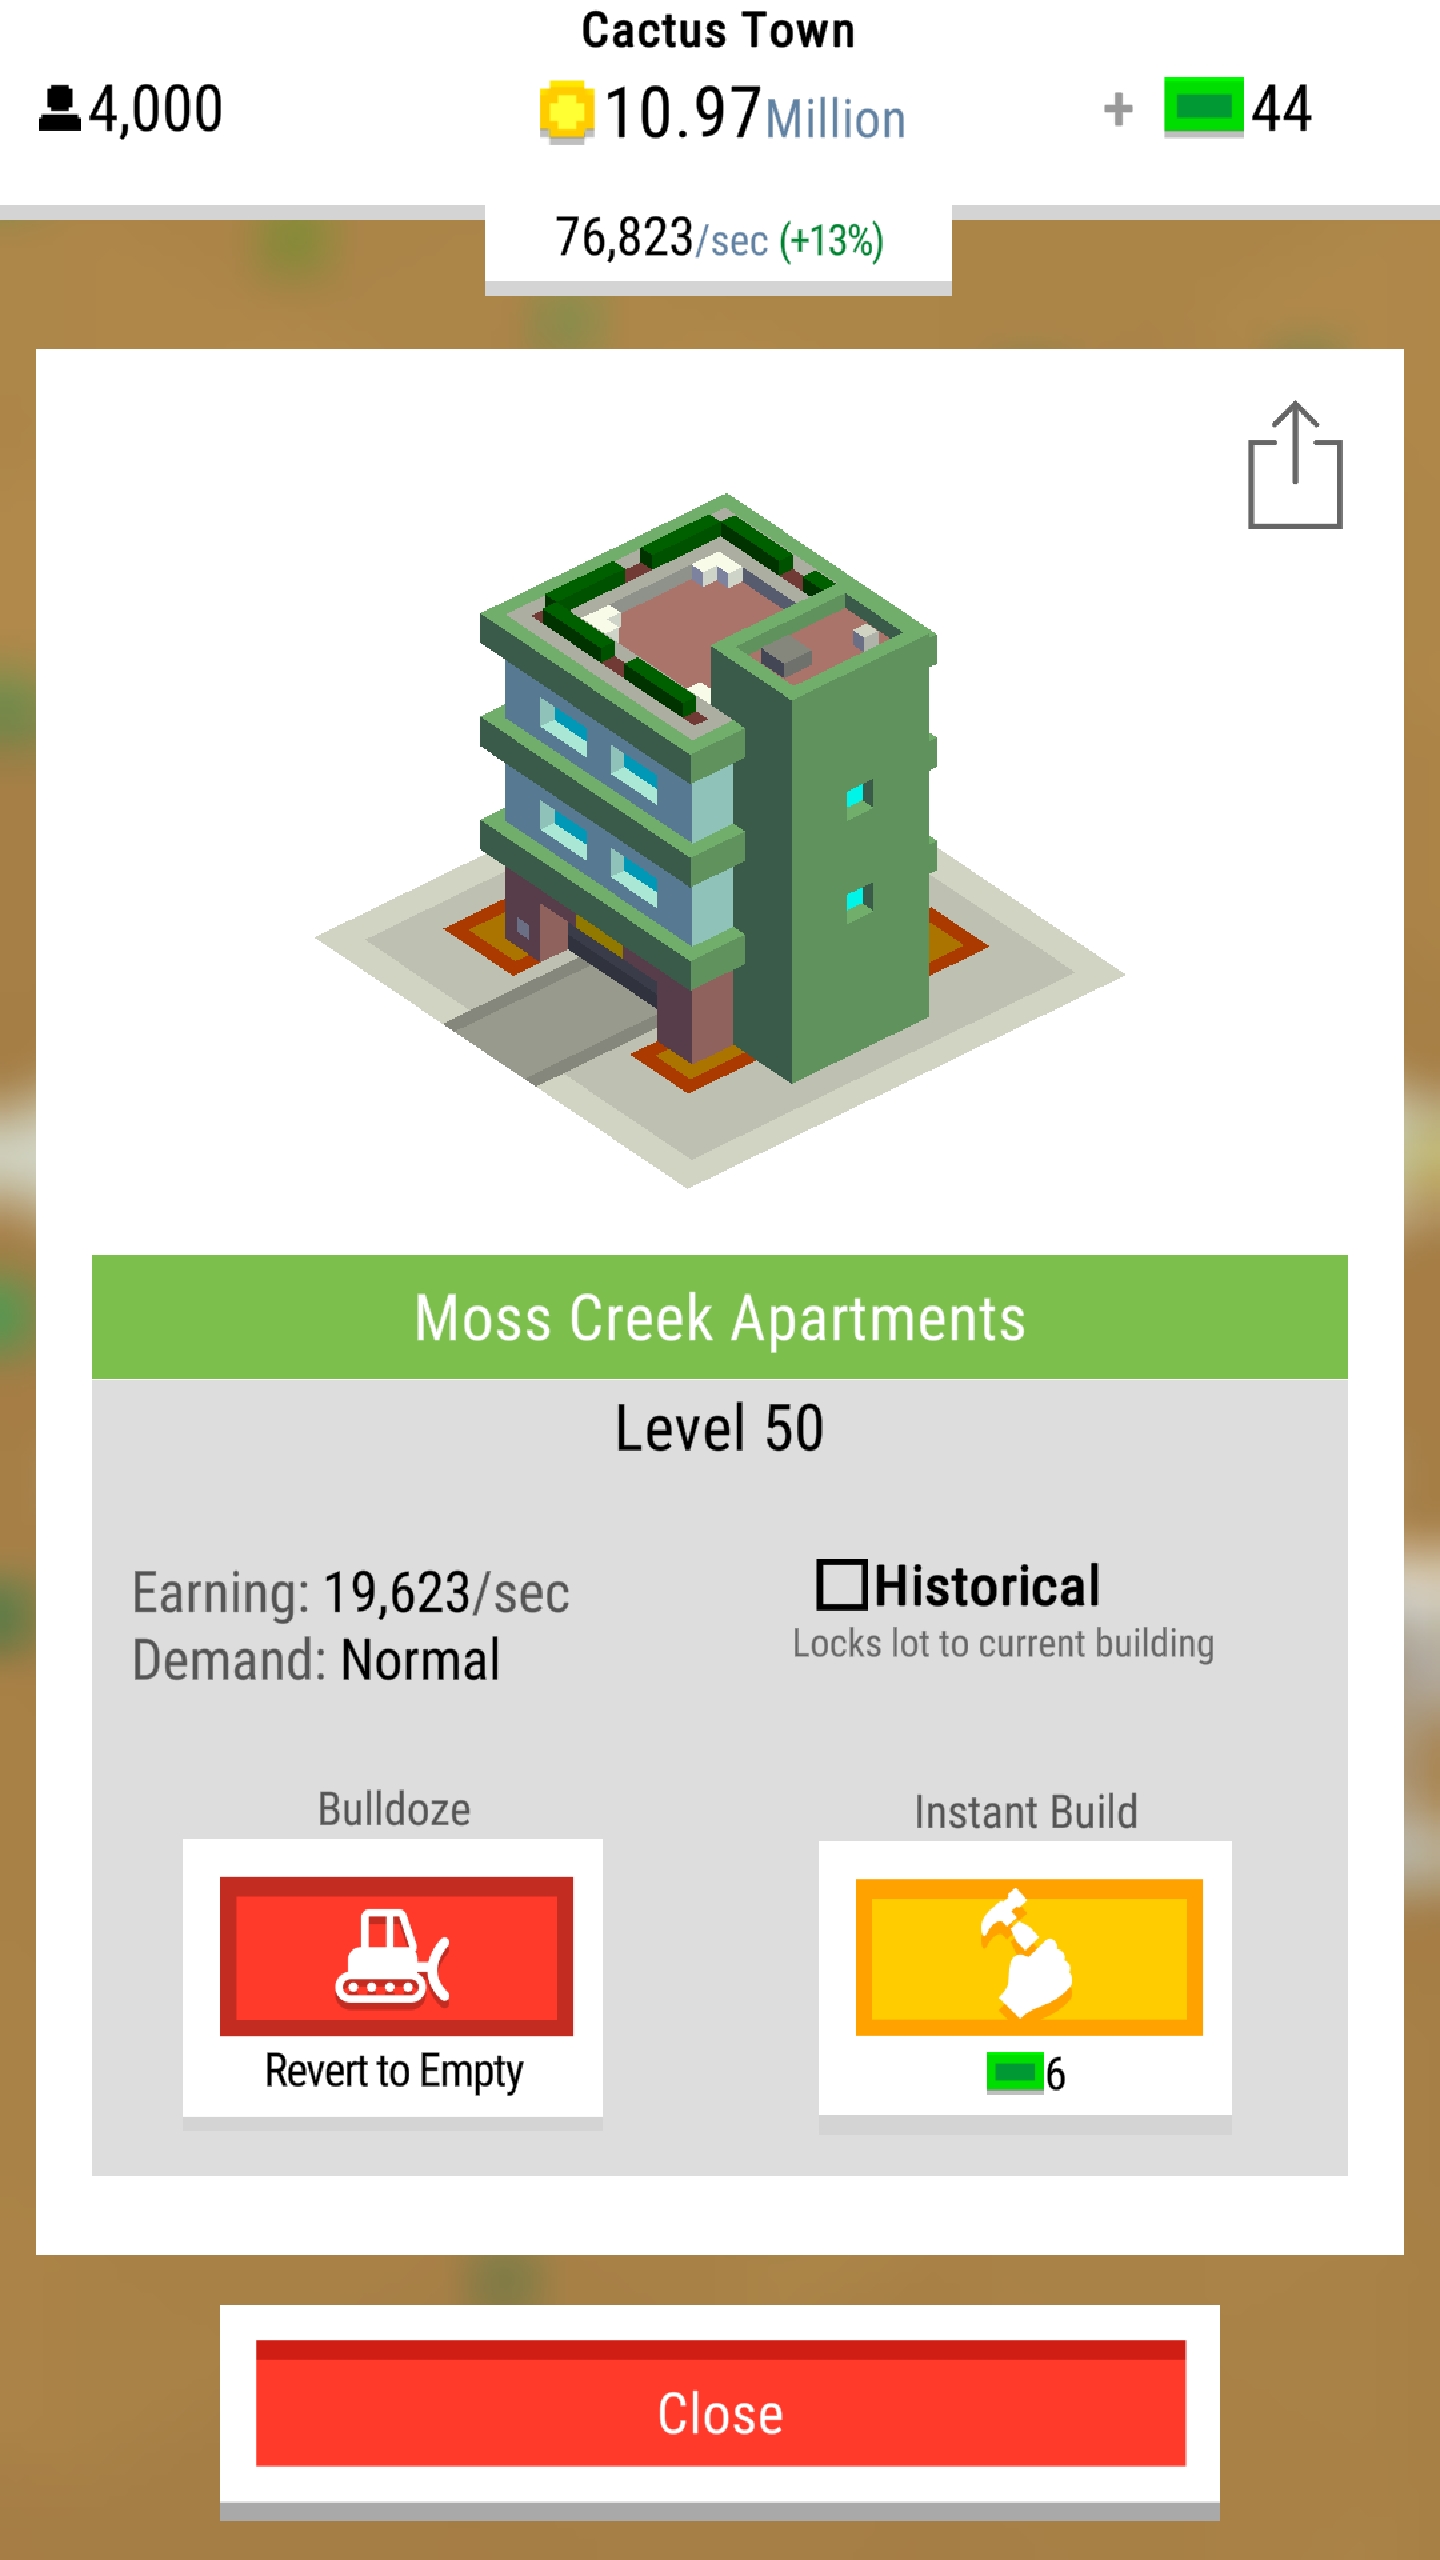 Cactus Town
4,000
10.97Million
+ 44
76,823/sec (+13%)
Moss Creek Apartments
Level 50
Earning: 19,623/sec
Demand: Normal
Historical
Locks lot to current building
Bulldoze
Revert to Empty
Instant Build
6
Close